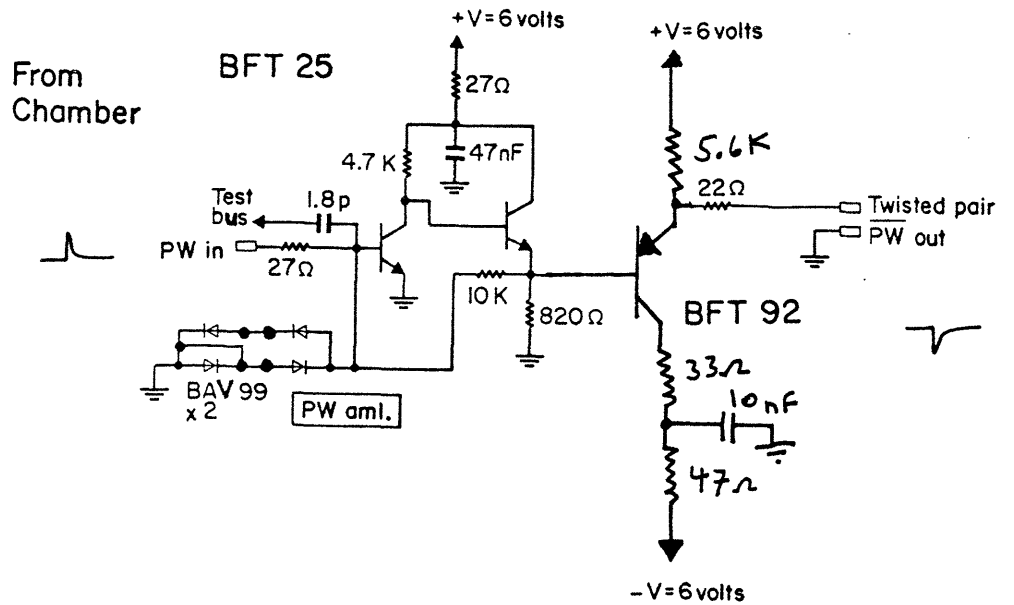 +V=6 volts
+V=6 volts
From
Chamber
BFT 25
27Ω
4.7 K
47nF
5.6K
22Ω
Test
bus
1.8p
Twisted pair
PW in
27Ω
PW out
10K
820Ω
BFT 92
33Ω
10nF
BAV 99
x 2
PW aml.
47Ω
-V=6 volts